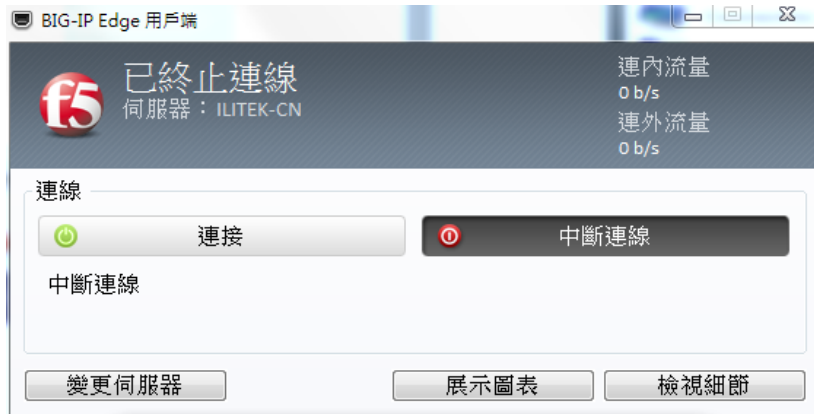 BIG-IP Edge 用戶端
f5
已終止連線
伺服器：ILITEK-CN
連內流量
0 b/s
連外流量
0 b/s
連線
連接
中斷連線
中斷連線
變更伺服器
展示圖表
檢視細節